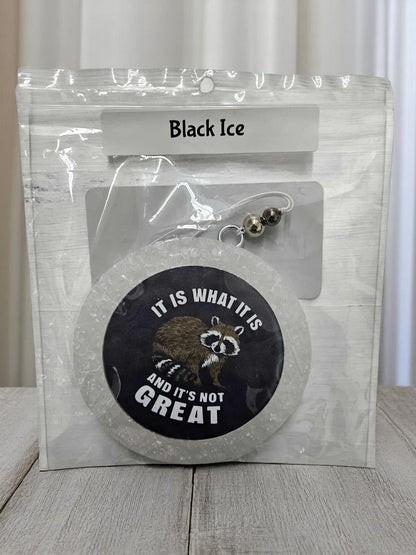 Black Ice
IT IS WHAT IT IS
AND IT'S NOT
GREAT